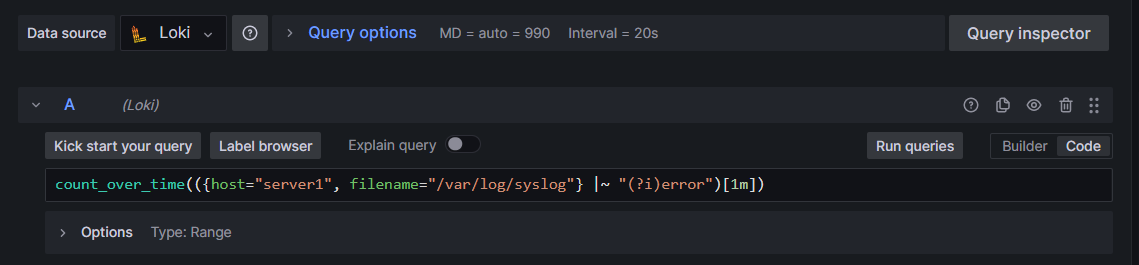 Data source Loki Query options MD = auto = 990 Interval = 20s Query inspector
A (Loki)
Kick start your query Label browser Explain query Run queries Builder Code
count_over_time(({host="server1", filename="/var/log/syslog"} |~ "(?i)error")[1m])
Options Type: Range